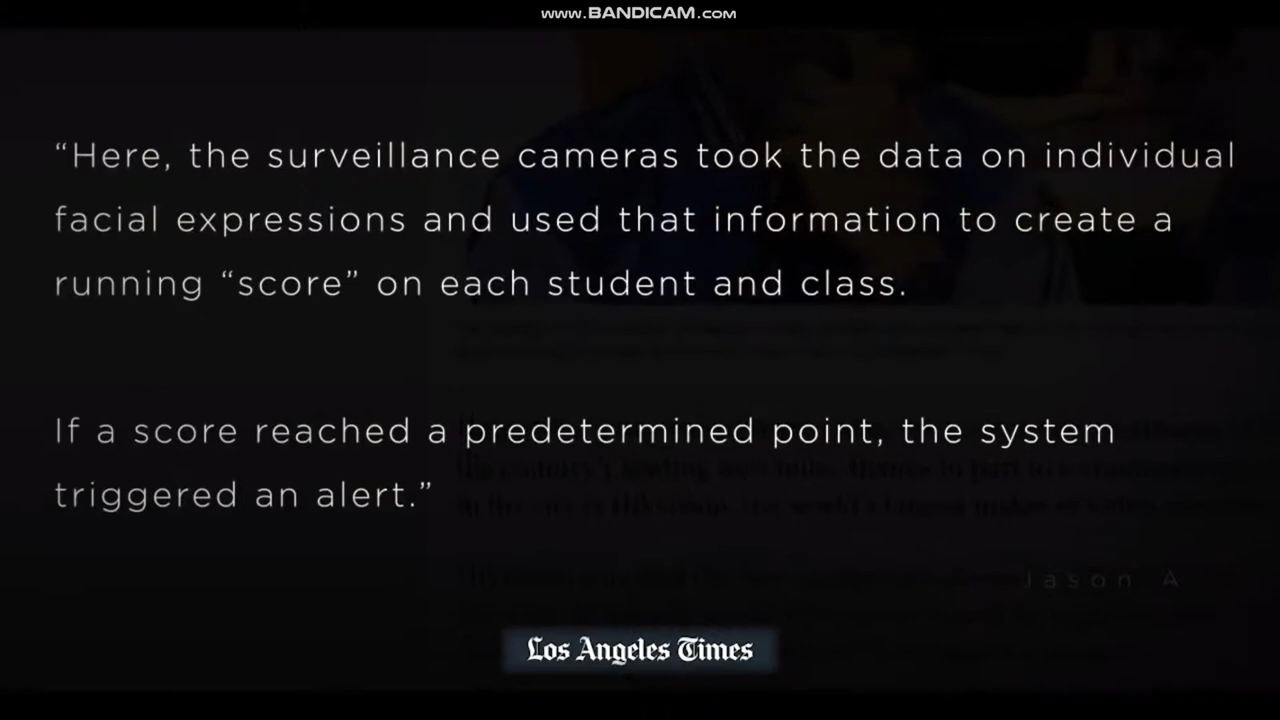 www.BANDICAM.com
“Here, the surveillance cameras took the data on individual
facial expressions and used that information to create a
running “score” on each student and class.
If a score reached a predetermined point, the system
triggered an alert.”
Jason A
Los Angeles Times